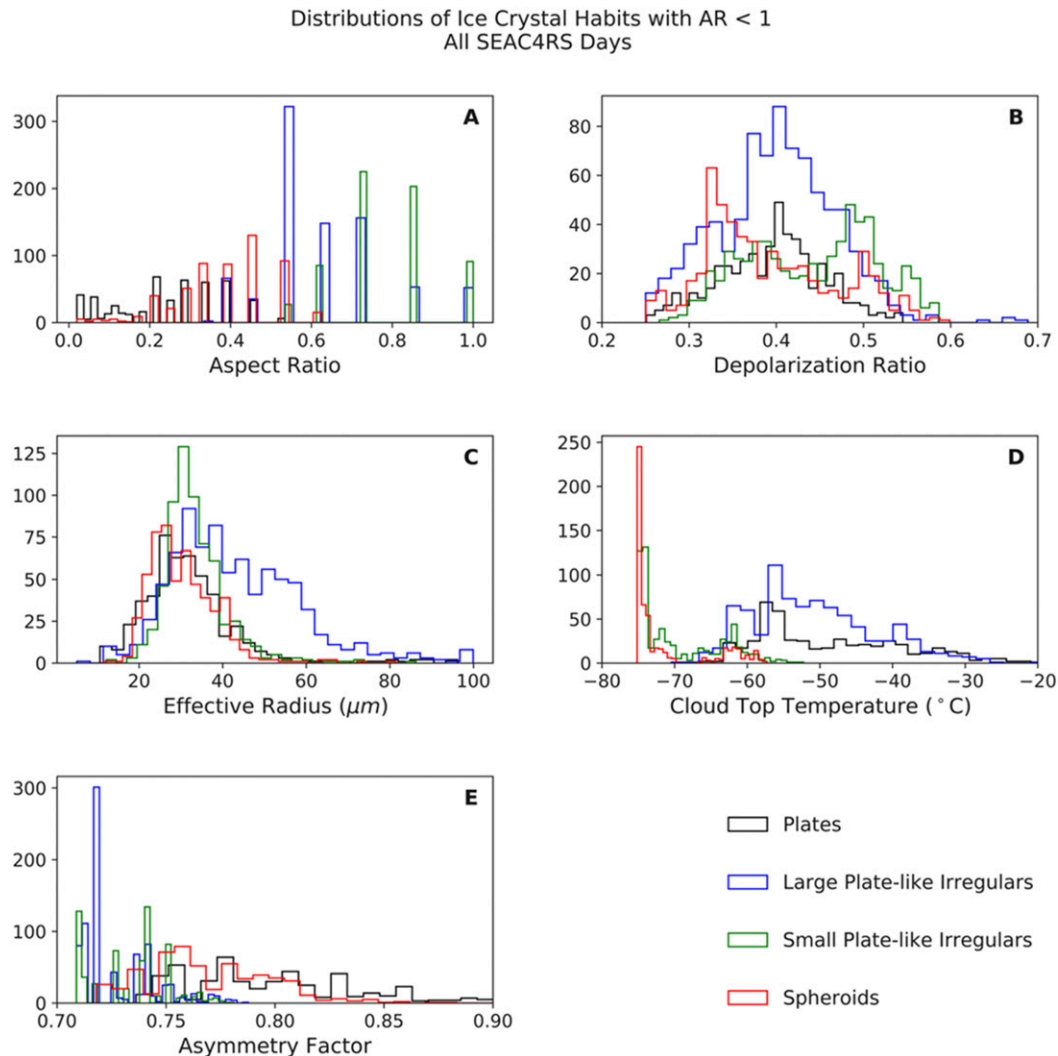 Distributions of Ice Crystal Habits with AR < 1
All SEAC4RS Days
A
300
200
100
0
0.0 0.2 0.4 0.6 0.8 1.0
Aspect Ratio
B
80
60
40
20
0
0.2 0.3 0.4 0.5 0.6 0.7
Depolarization Ratio
C
125
100
75
50
25
0
20 40 60 80 100
Effective Radius (μm)
D
250
200
150
100
50
0
−80 −70 −60 −50 −40 −30 −20
Cloud Top Temperature (°C)
E
300
200
100
0
0.70 0.75 0.80 0.85 0.90
Asymmetry Factor
Plates
Large Plate-like Irregulars
Small Plate-like Irregulars
Spheroids